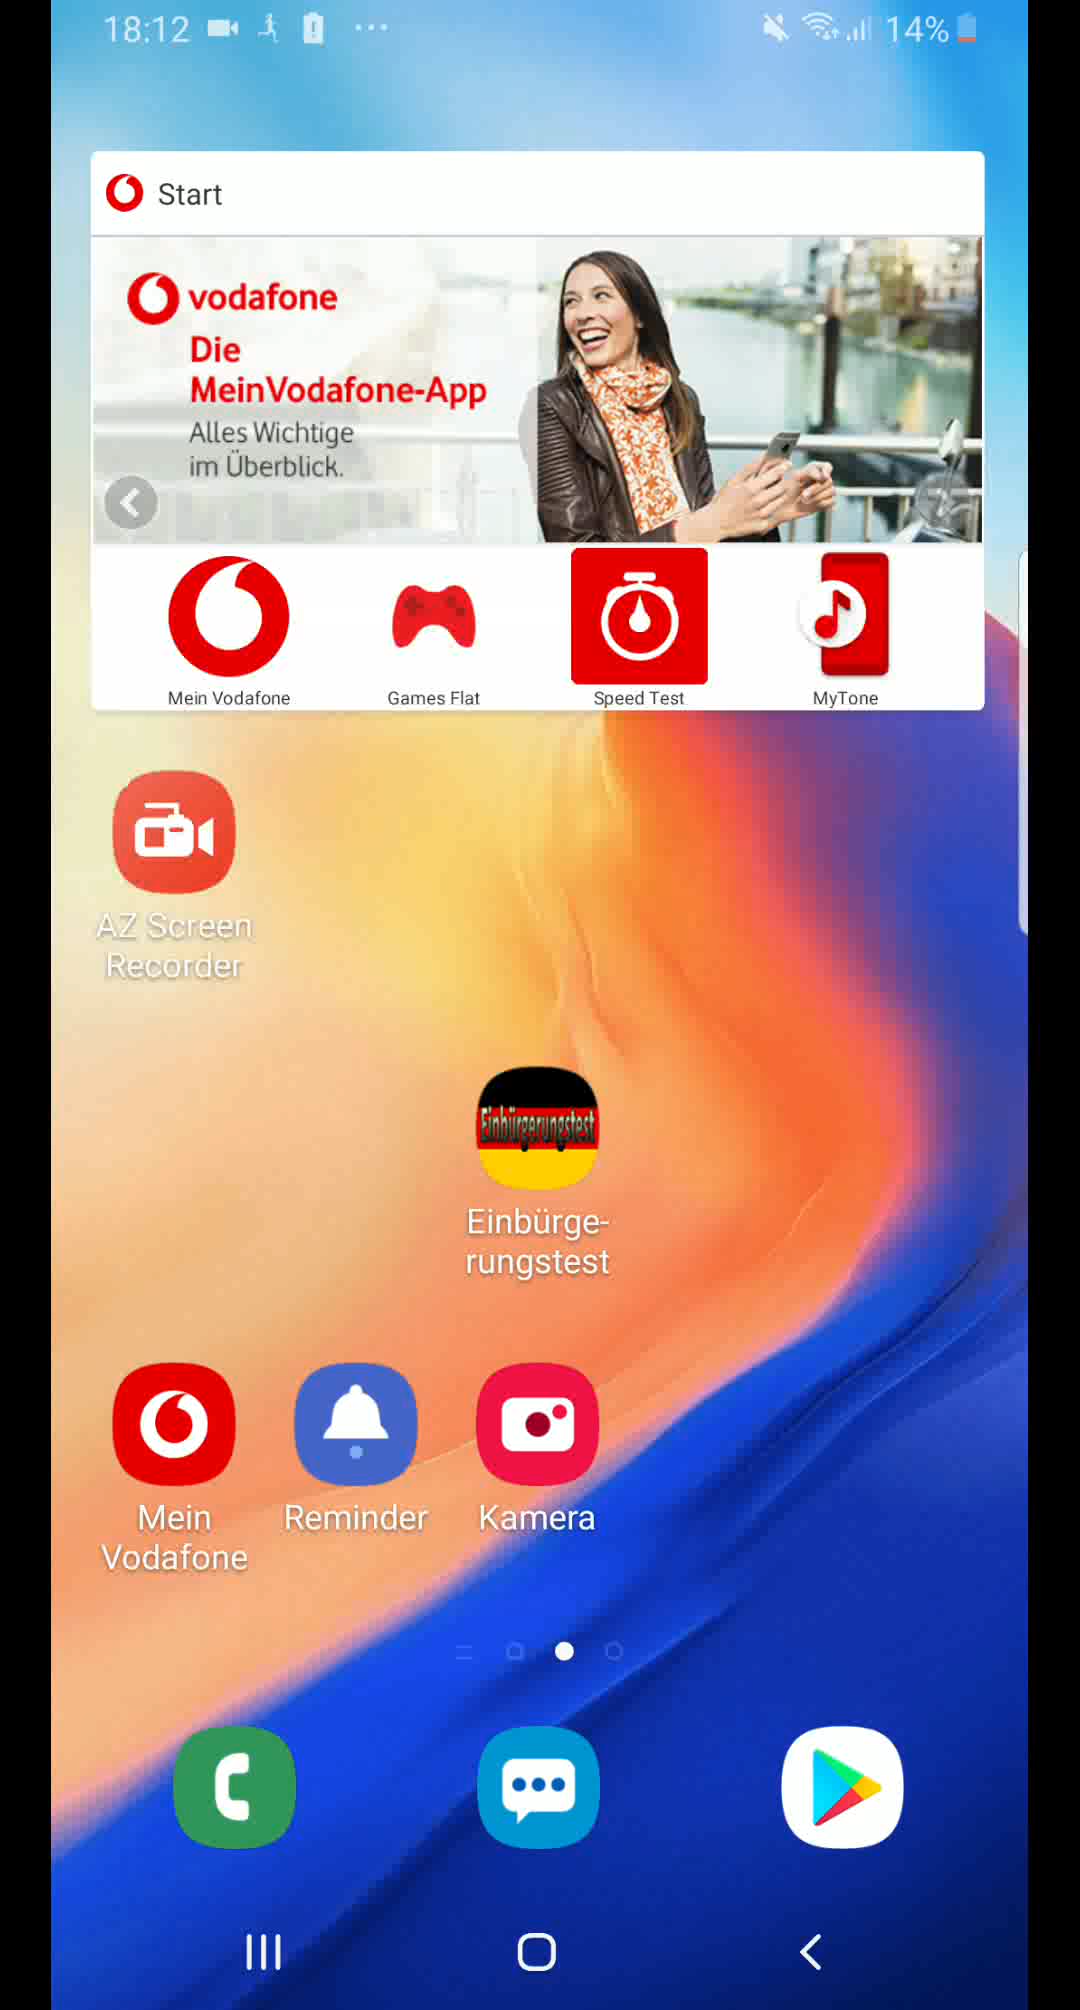 18:12
14%
Start
vodafone
Die
MeinVodafone-App
Alles Wichtige
im Überblick.
Mein Vodafone
Games Flat
Speed Test
MyTone
AZ Screen
Recorder
Einbürgerungstest
Einbürge-
rungstest
Mein
Vodafone
Reminder
Kamera